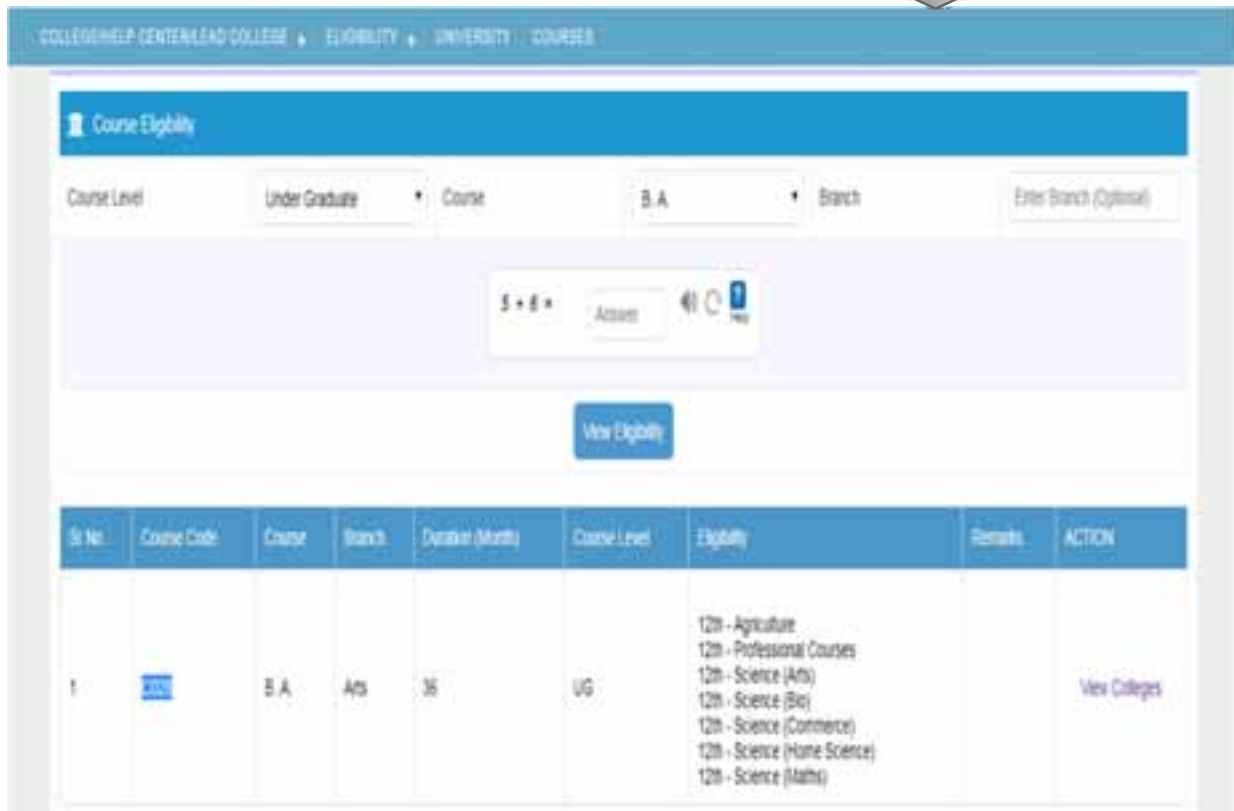 COLLEGE/HELP CENTER/LEAD COLLEGE ELIGIBILITY UNIVERSITY COURSES
Course Eligibility
Course Level Under Graduate Course B. A Branch Enter Branch (Optional)
5 + 6 = Answer ? Help
View Eligibility
Sr.No. Course Code Course Branch Duration (Month) Course Level Eligibility Remarks ACTION
12th - Agriculture
12th - Professional Courses
12th - Science (Arts)
1 B. A Arts 36 UG 12th - Science (Bio) View Colleges
12th - Science (Commerce)
12th - Science (Home Science)
12th - Science (Maths)